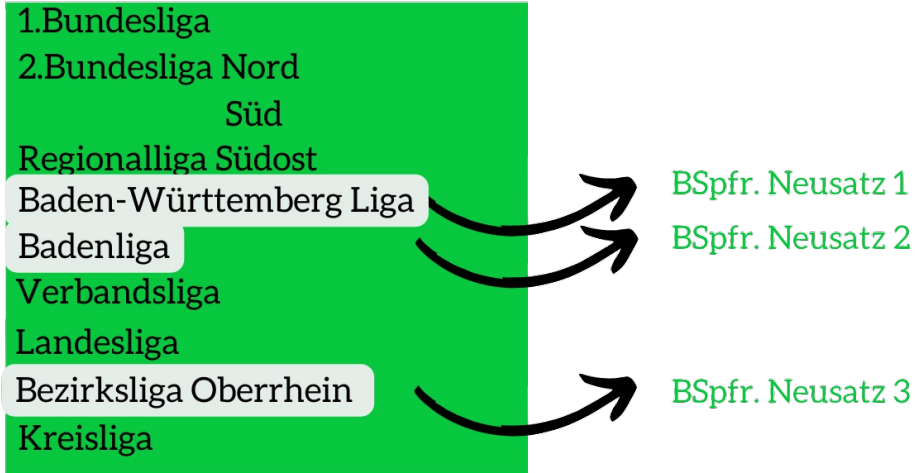 1.Bundesliga
2.Bundesliga Nord
Süd
Regionalliga Südost
Baden-Württemberg Liga
BSpfr. Neusatz 1
Badenliga
BSpfr. Neusatz 2
Verbandsliga
Landesliga
Bezirksliga Oberrhein
BSpfr. Neusatz 3
Kreisliga